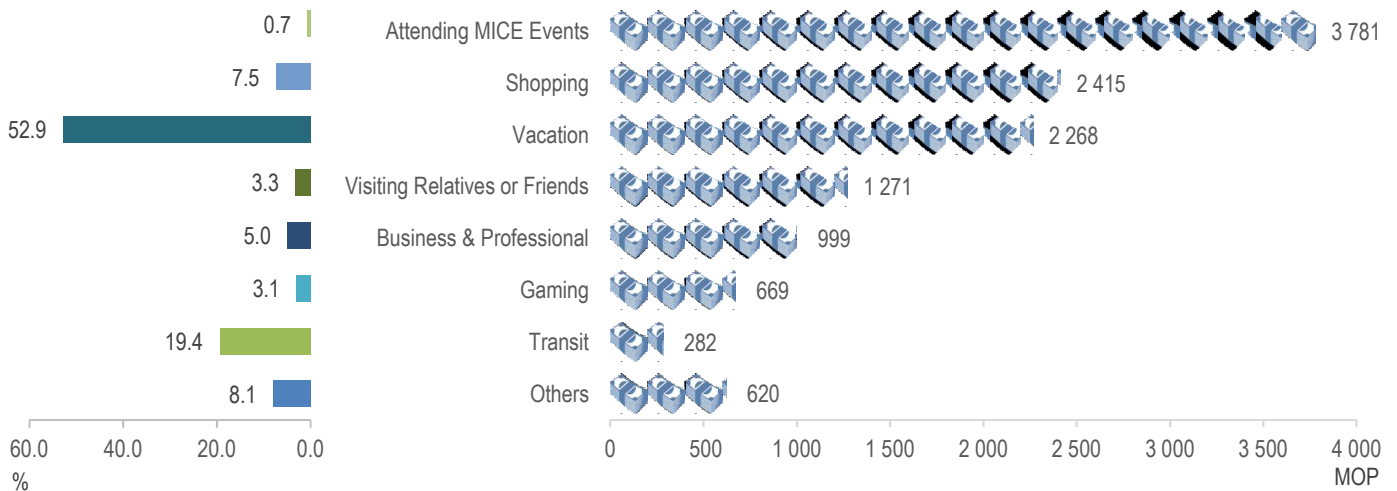 0.7 Attending MICE Events 3 781
7.5 Shopping 2 415
52.9 Vacation 2 268
3.3 Visiting Relatives or Friends 1 271
5.0 Business & Professional 999
3.1 Gaming 669
19.4 Transit 282
8.1 Others 620
60.0 40.0 20.0 0.0 0 500 1 000 1 500 2 000 2 500 3 000 3 500 4 000
% MOP